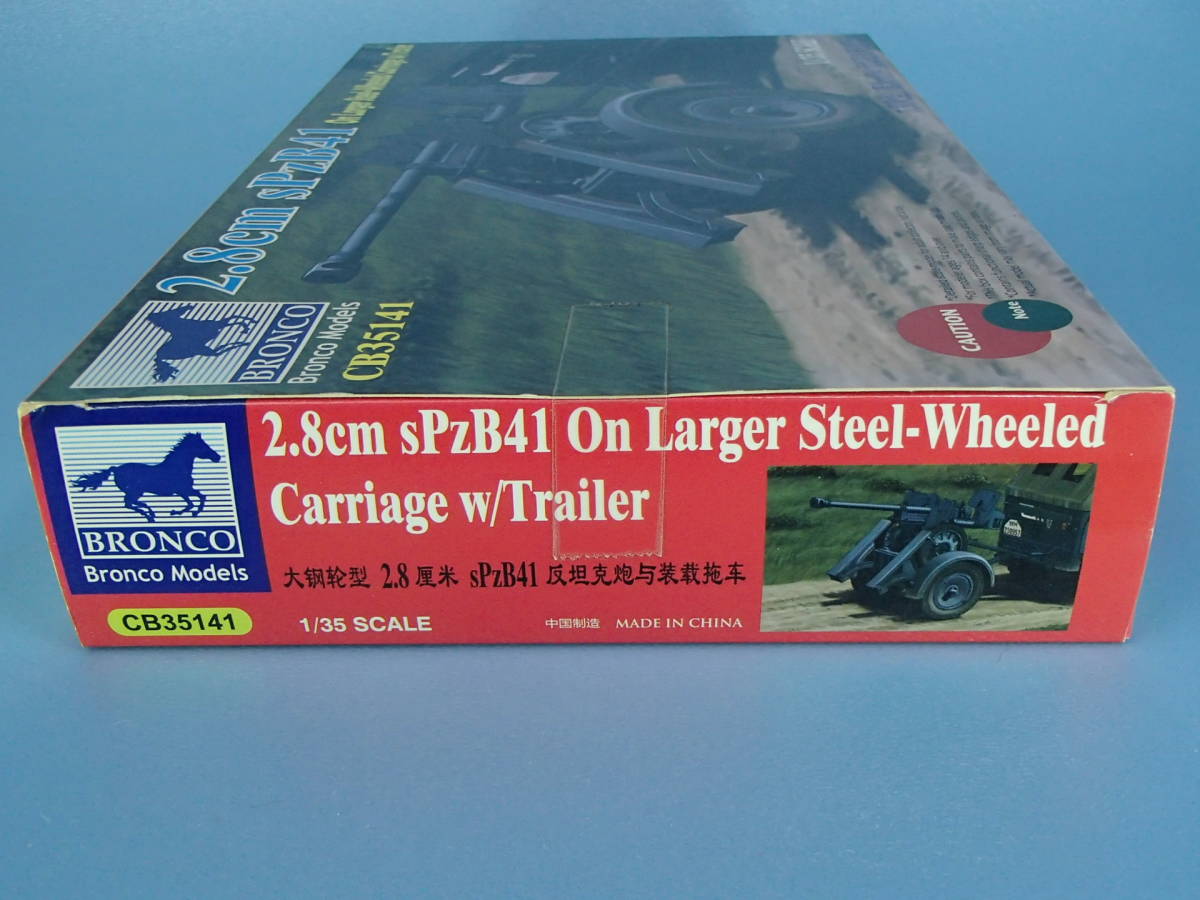 2.8cm sPzB41
BRONCO
Bronco Models
CB35141
CAUTION
Note
2.8cm sPzB41 On Larger Steel-Wheeled
Carriage w/Trailer
BRONCO
Bronco Models
大钢轮型 2.8 厘米 sPzB41 反坦克炮与装载拖车
CB35141
1/35 SCALE
中国制造 MADE IN CHINA